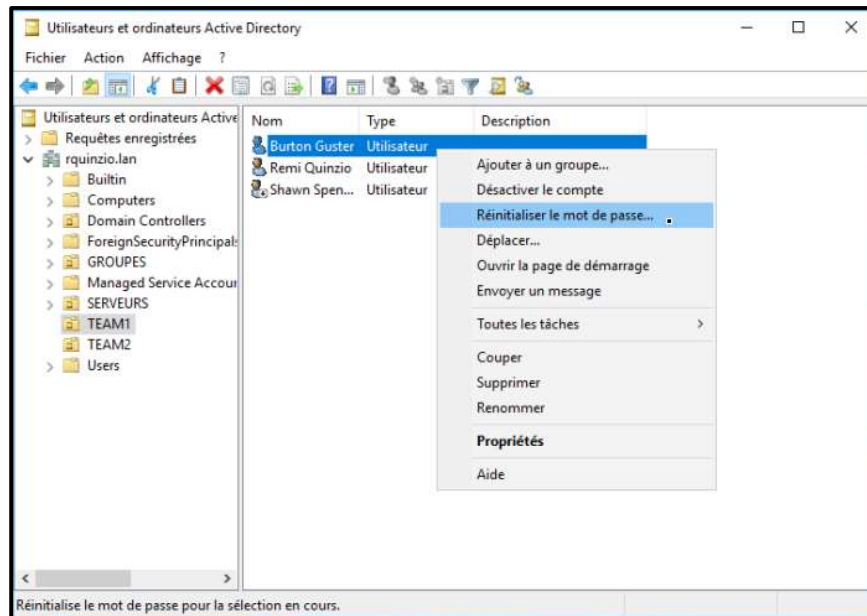 Utilisateurs et ordinateurs Active Directory
Fichier Action Affichage ?
Utilisateurs et ordinateurs Active
Requêtes enregistrées
rquinzio.lan
Builtin
Computers
Domain Controllers
ForeignSecurityPrincipal:
GROUPES
Managed Service Accour
SERVEURS
TEAM1
TEAM2
Users
Nom Type Description
Burton Guster Utilisateur
Remi Quinzio Utilisateur
Shawn Spen... Utilisateur
Ajouter à un groupe...
Désactiver le compte
Réinitialiser le mot de passe...
Déplacer...
Ouvrir la page de démarrage
Envoyer un message
Toutes les tâches >
Couper
Supprimer
Renommer
Propriétés
Aide
Réinitialise le mot de passe pour la sélection en cours.